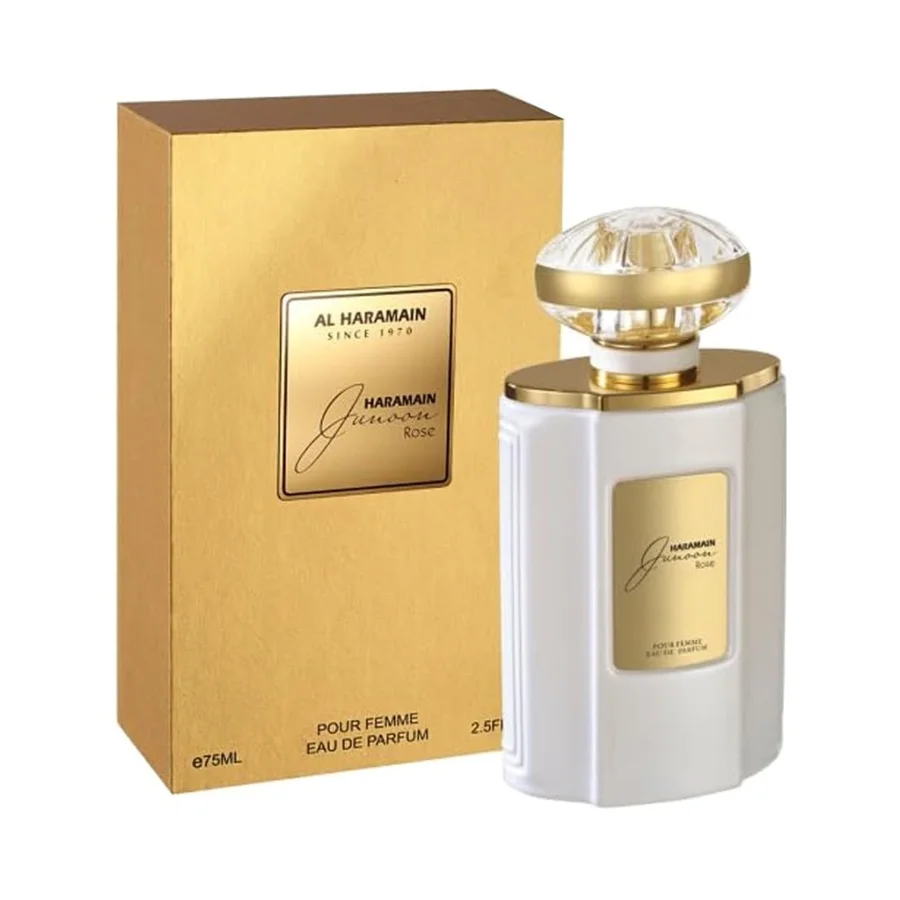 AL HARAMAIN
SINCE 1970
HARAMAIN
Junoon
Rose
POUR FEMME
EAU DE PARFUM
℮75ML
2.5Fl
HARAMAIN
Junoon
Rose
POUR FEMME
EAU DE PARFUM